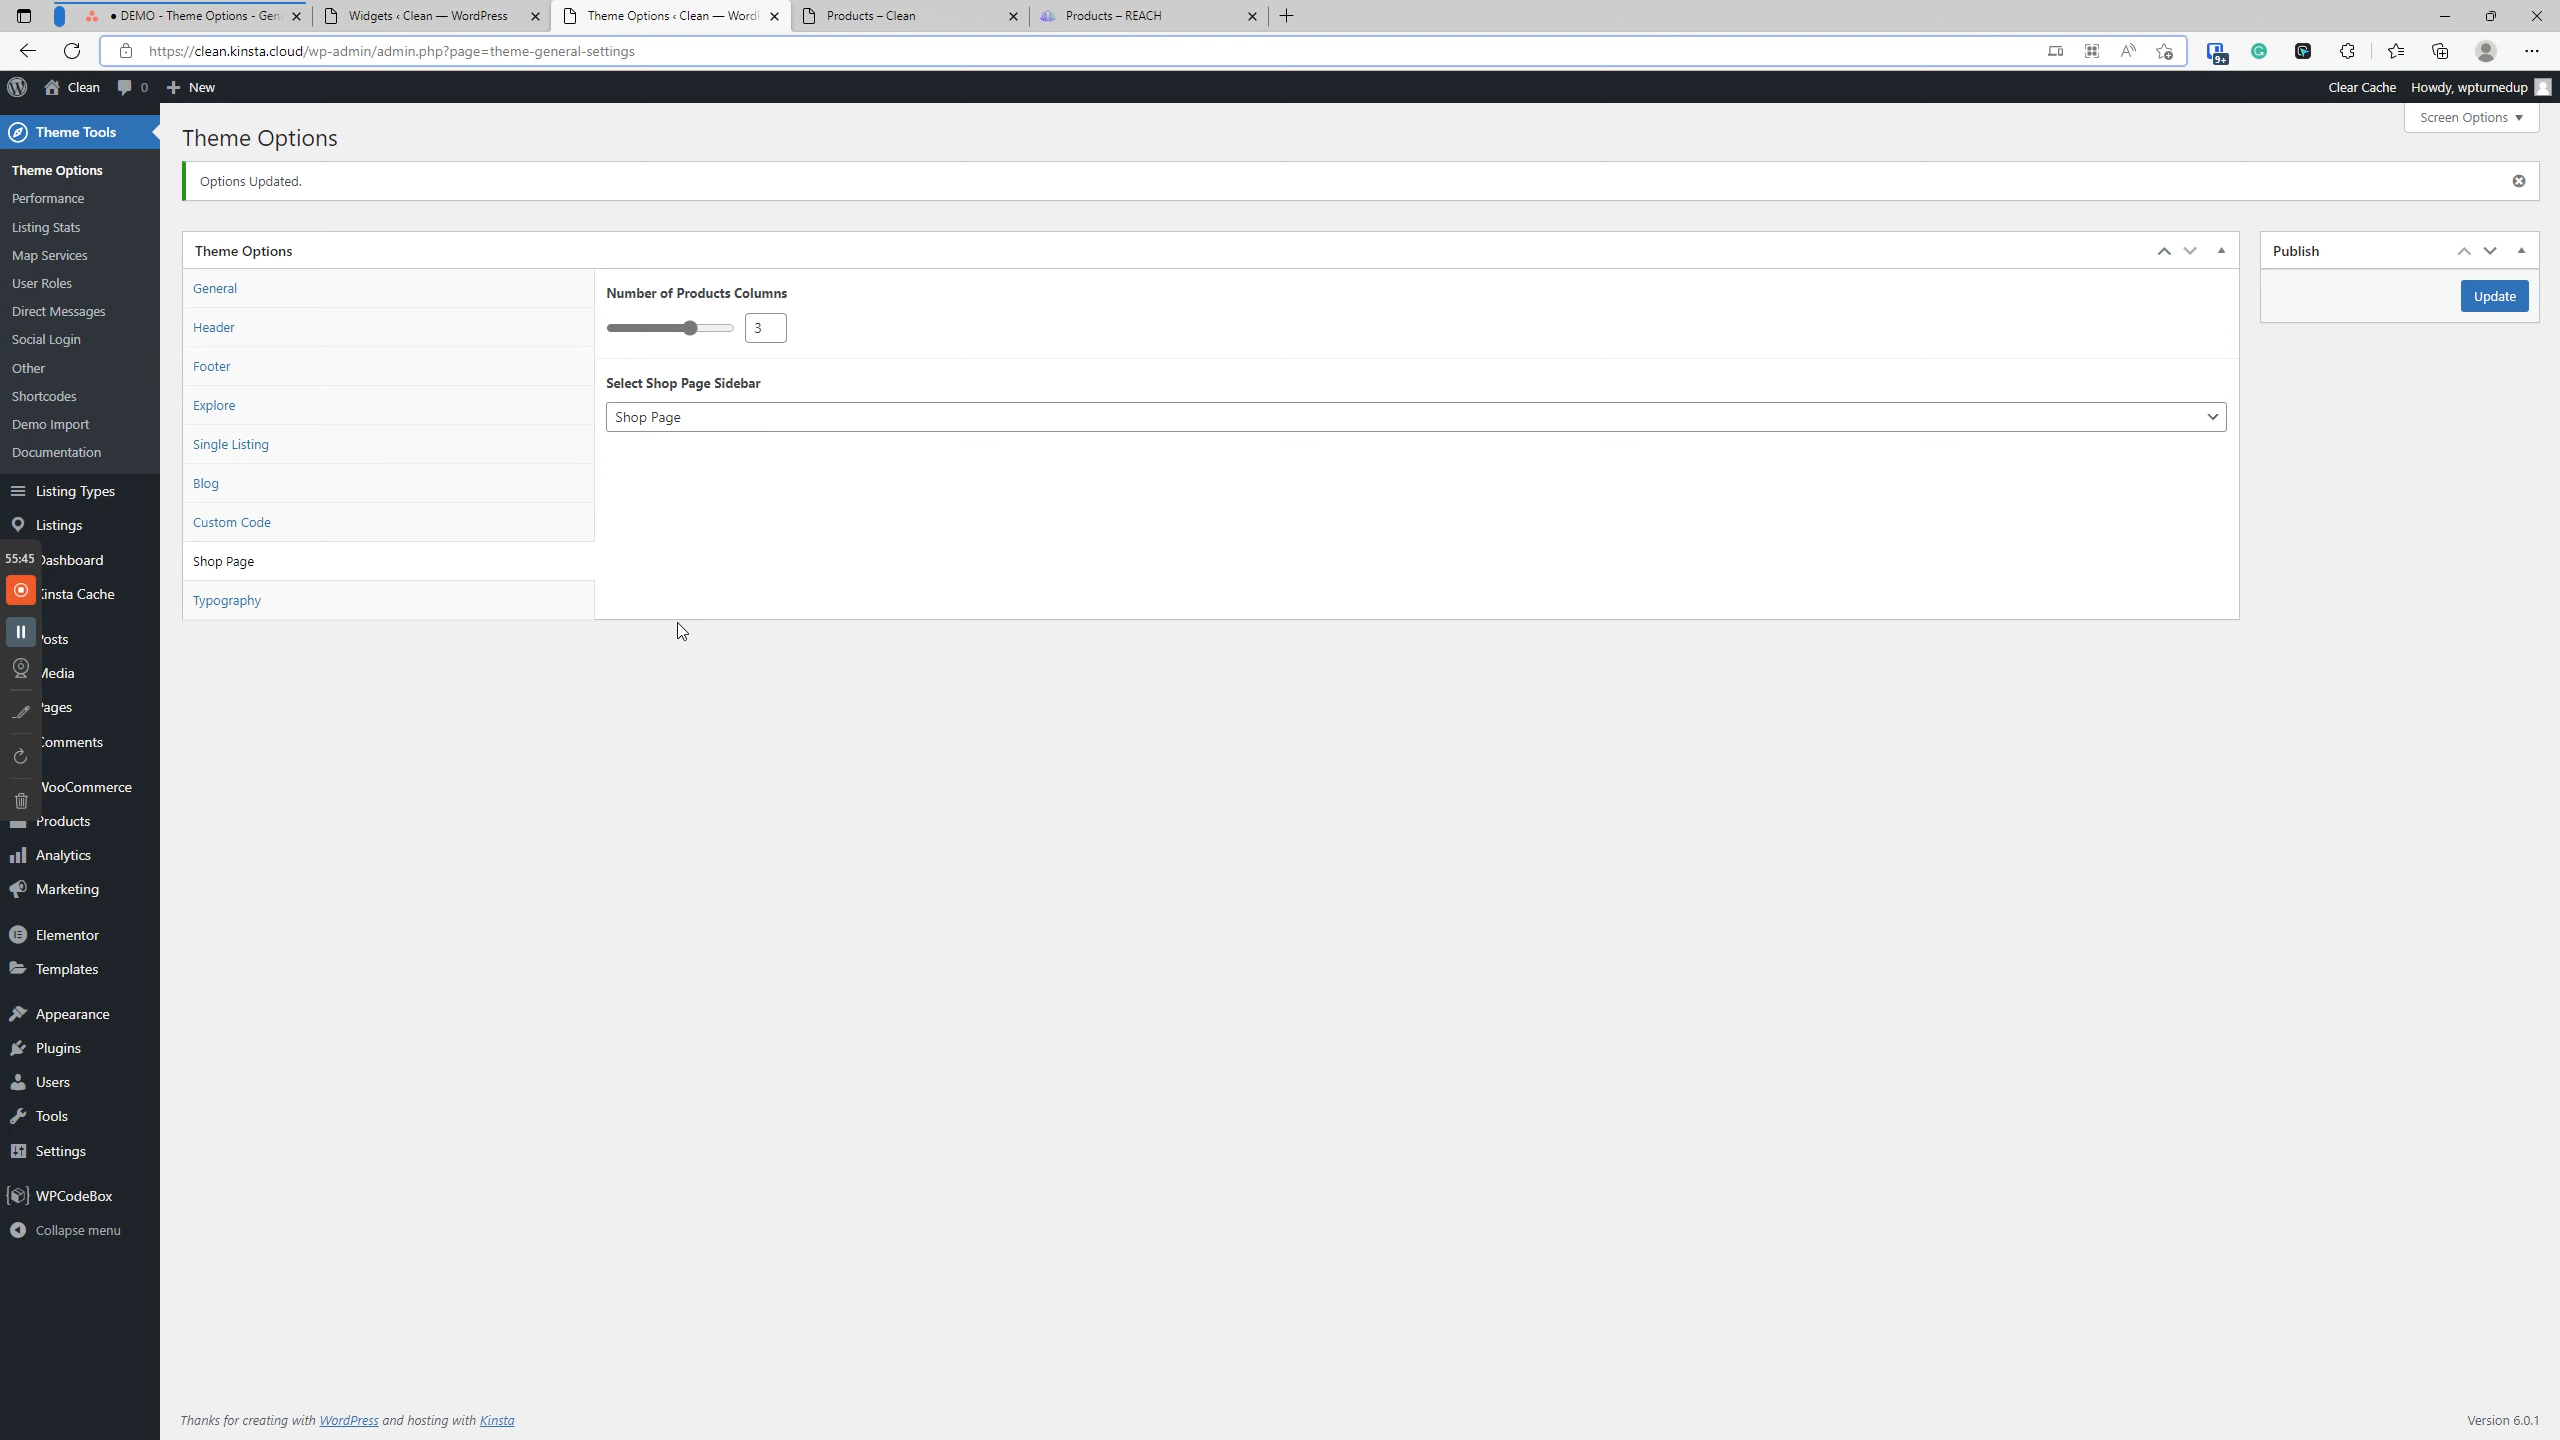 DEMO - Theme Options - Gen
Widgets ‹ Clean — WordPress
Theme Options ‹ Clean — WordP
Products – Clean
Products – REACH
https://clean.kinsta.cloud/wp-admin/admin.php?page=theme-general-settings
9+
Clean
0
New
Clear Cache
Howdy, wpturnedup
Theme Tools
Theme Options
Performance
Listing Stats
Map Services
User Roles
Direct Messages
Social Login
Other
Shortcodes
Demo Import
Documentation
Listing Types
Listings
55:45
Dashboard
Kinsta Cache
Posts
Media
Pages
Comments
WooCommerce
Products
Analytics
Marketing
Elementor
Templates
Appearance
Plugins
Users
Tools
Settings
WPCodeBox
Collapse menu
Theme Options
Screen Options
Options Updated.
Theme Options
General
Header
Footer
Explore
Single Listing
Blog
Custom Code
Shop Page
Typography
Number of Products Columns
3
Select Shop Page Sidebar
Shop Page
Publish
Update
Thanks for creating with WordPress and hosting with Kinsta
Version 6.0.1